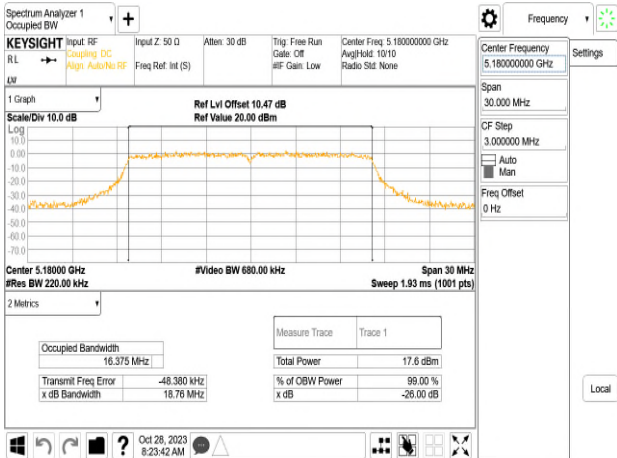 Spectrum Analyzer 1
Occupied BW
+
Frequency
KEYSIGHT
Input: RF
Coupling: DC
Align: Auto/No RF
Input Z: 50 Ω
Freq Ref: Int (S)
Atten: 30 dB
Trig: Free Run
Gate: Off
#IF Gain: Low
Center Freq: 5.180000000 GHz
Avg|Hold: 10/10
Radio Std: None
RL
LXI
Center Frequency
5.180000000 GHz
Settings
Span
30.000 MHz
CF Step
3.000000 MHz
Auto
Man
Freq Offset
0 Hz
1 Graph
Scale/Div 10.0 dB
Ref Lvl Offset 10.47 dB
Ref Value 20.00 dBm
Log
10.0
0.00
-10.0
-20.0
-30.0
-40.0
-50.0
-60.0
-70.0
Center 5.18000 GHz
#Res BW 220.00 kHz
#Video BW 680.00 kHz
Span 30 MHz
Sweep 1.93 ms (1001 pts)
2 Metrics
Measure Trace
Trace 1
Occupied Bandwidth
16.375 MHz
Total Power
17.6 dBm
Transmit Freq Error
-48.380 kHz
% of OBW Power
99.00 %
x dB Bandwidth
18.76 MHz
x dB
-26.00 dB
Local
?
Oct 28, 2023
8:23:42 AM